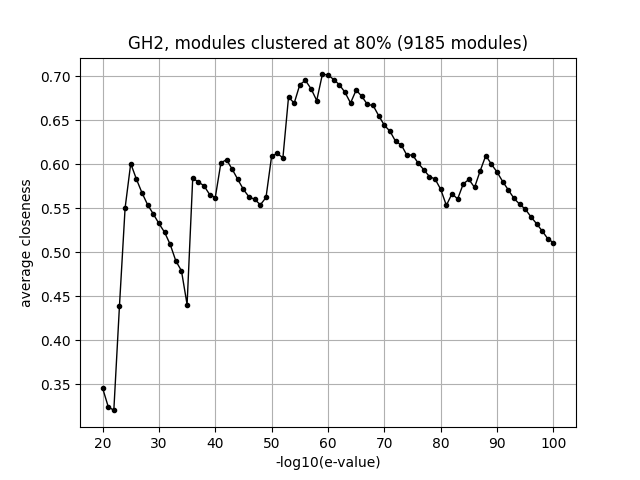 GH2, modules clustered at 80% (9185 modules)
0.70
0.65
0.60
0.55
0.50
0.45
0.40
0.35
average closeness
20 30 40 50 60 70 80 90 100
-log10(e-value)